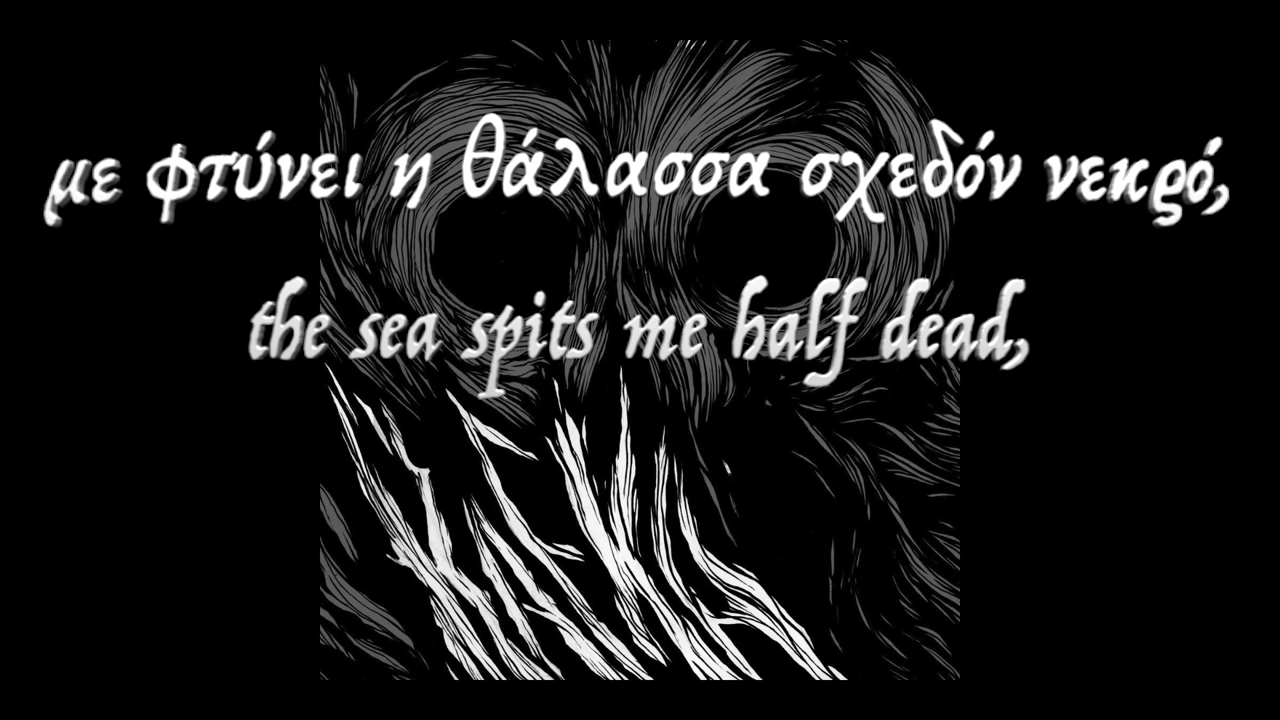 με φτύνει η θάλασσα σχεδόν νεκρό,
the sea spits me half dead,